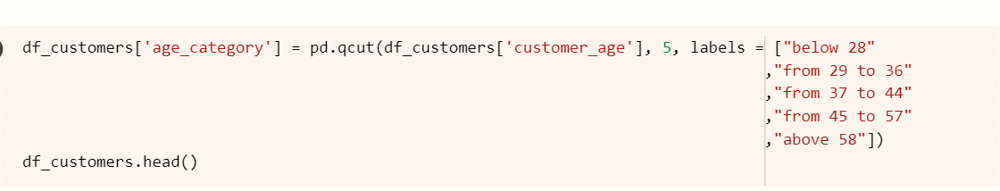 df_customers['age_category'] = pd.qcut(df_customers['customer_age'], 5, labels = ["below 28"
,"from 29 to 36"
,"from 37 to 44"
,"from 45 to 57"
,"above 58"])
df_customers.head()